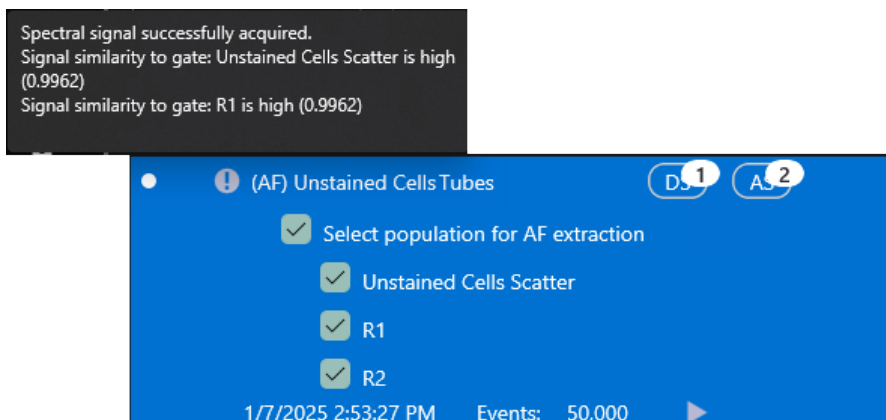 Spectral signal successfully acquired.
Signal similarity to gate: Unstained Cells Scatter is high
(0.9962)
Signal similarity to gate: R1 is high (0.9962)
(AF) Unstained Cells Tubes 1 2
Select population for AF extraction
Unstained Cells Scatter
R1
R2
1/7/2025 2:53:27 PM Events: 50,000